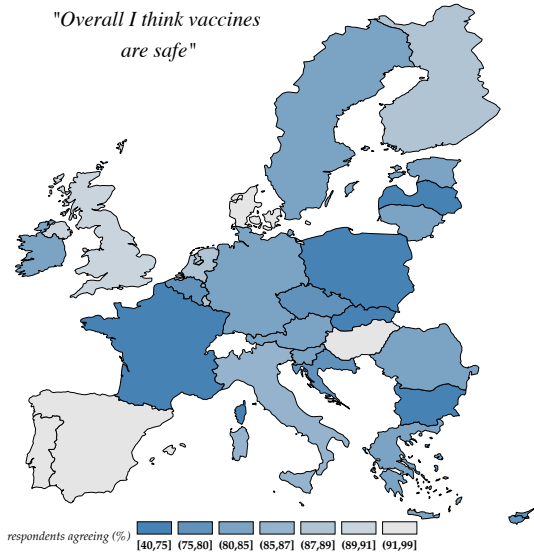 "Overall I think vaccines
are safe"
respondents agreeing (%)
[40,75] (75,80] (80,85] (85,87] (87,89] (89,91] (91,99]